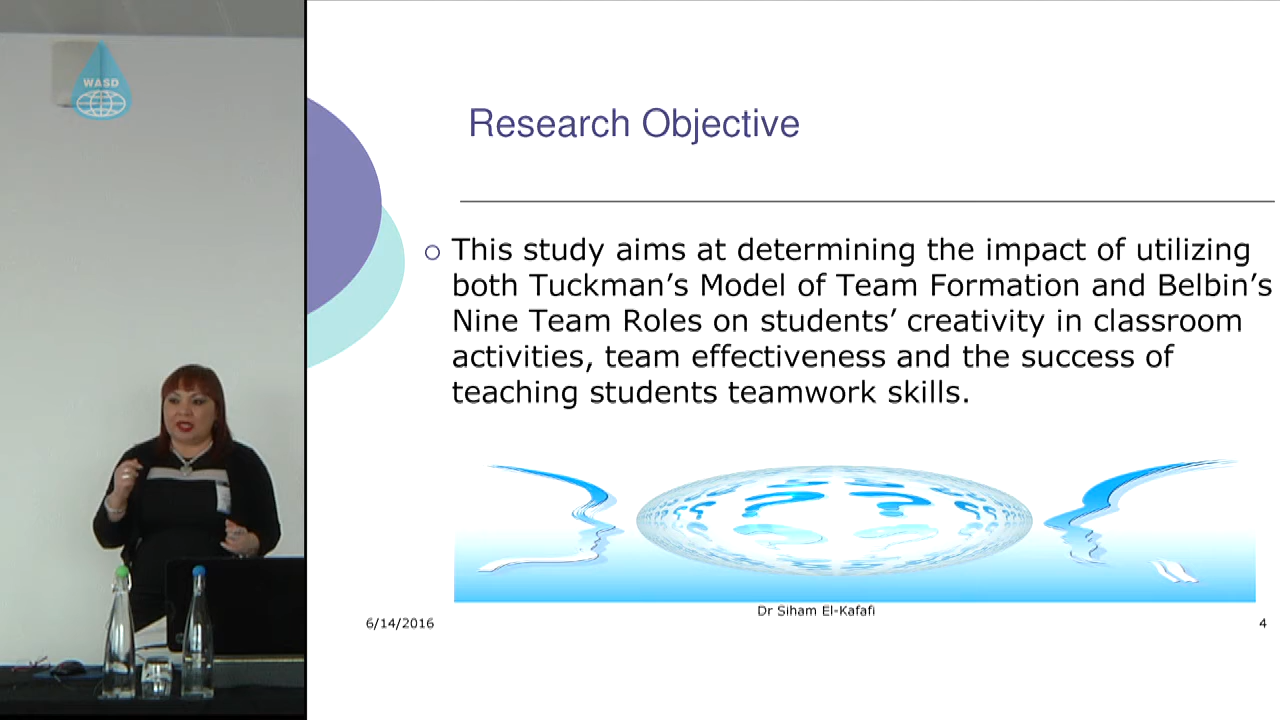 WASD
Research Objective
This study aims at determining the impact of utilizing
both Tuckman’s Model of Team Formation and Belbin’s
Nine Team Roles on students’ creativity in classroom
activities, team effectiveness and the success of
teaching students teamwork skills.
Dr Siham El-Kafafi
6/14/2016
4